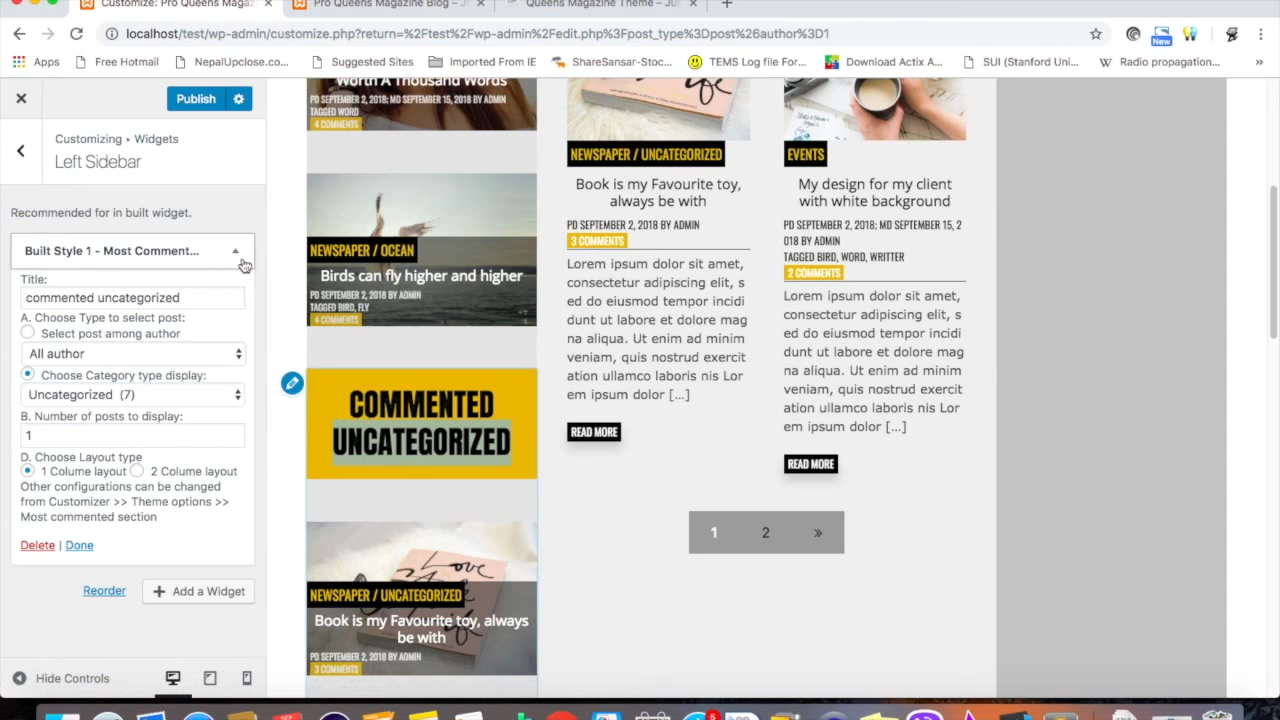 Customize: Pro Queens Magaz
Pro Queens Magazine Blog – J
Queens Magazine Theme – Jus
localhost/test/wp-admin/customize.php?return=%2Ftest%2Fwp-admin%2Fedit.php%3Fpost_type%3Dpost%26author%3D1
New
Apps
Free Hotmail
NepalUpclose.co...
Suggested Sites
Imported From IE
ShareSansar-Stoc...
TEMS Log file For...
Download Actix A...
SUI (Stanford Uni...
Radio propagation...
»
Publish
Customizing ▸ Widgets
Left Sidebar
Recommended for in built widget.
Built Style 1 - Most Comment...
Title:
commented uncategorized
A. Choose Type to select post:
Select post among author
All author
Choose Category type display:
Uncategorized (7)
B. Number of posts to display:
1
D. Choose Layout type
1 Column layout 2 Column layout
Other configurations can be changed
from Customizer >> Theme options >>
Most commented section
Delete | Done
Reorder
Add a Widget
Hide Controls
Worth A Thousand Words
PD SEPTEMBER 2, 2018; MD SEPTEMBER 15, 2018 BY ADMIN
TAGGED WORD
4 COMMENTS
NEWSPAPER / OCEAN
Birds can fly higher and higher
PD SEPTEMBER 2, 2018 BY ADMIN
TAGGED BIRD, FLY
4 COMMENTS
COMMENTED
UNCATEGORIZED
NEWSPAPER / UNCATEGORIZED
Book is my Favourite toy, always
be with
PD SEPTEMBER 2, 2018 BY ADMIN
3 COMMENTS
NEWSPAPER / UNCATEGORIZED
Book is my Favourite toy,
always be with
PD SEPTEMBER 2, 2018 BY ADMIN
3 COMMENTS
Lorem ipsum dolor sit amet,
consectetur adipiscing elit, s
ed do eiusmod tempor incidi
dunt ut labore et dolore mag
na aliqua. Ut enim ad minim
veniam, quis nostrud exercit
ation ullamco laboris nis Lor
em ipsum dolor [...]
READ MORE
EVENTS
My design for my client
with white background
PD SEPTEMBER 2, 2018; MD SEPTEMBER 15, 2
018 BY ADMIN
TAGGED BIRD, WORD, WRITTER
2 COMMENTS
Lorem ipsum dolor sit amet,
consectetur adipiscing elit, s
ed do eiusmod tempor incidi
dunt ut labore et dolore mag
na aliqua. Ut enim ad minim
veniam, quis nostrud exercit
ation ullamco laboris nis Lor
em ipsum dolor [...]
READ MORE
1 2 »